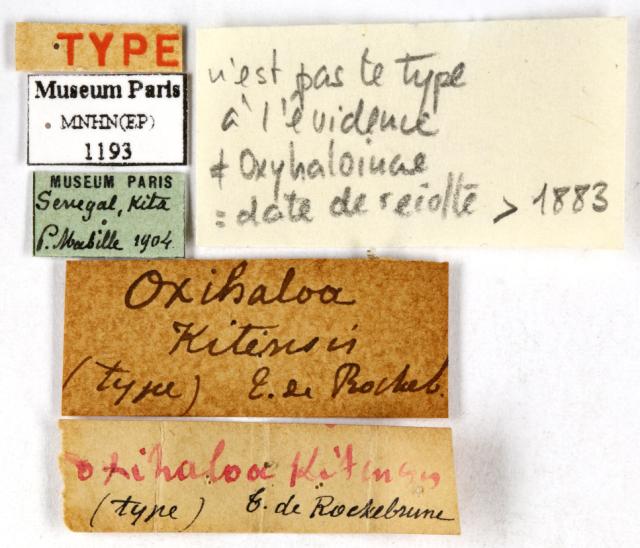 TYPE
Museum Paris
MNHN(EP)
1193
MUSEUM PARIS
Senegal, Kita
P. Mabille 1904
n'est pas le type
à l'évidence
≠ Oxyhaloinae
= date de récolte > 1883
Oxihaloa
Kitensis
(type) E. de Rocheb.
Oxihaloa Kitensis
(type) E. de Rochebrune